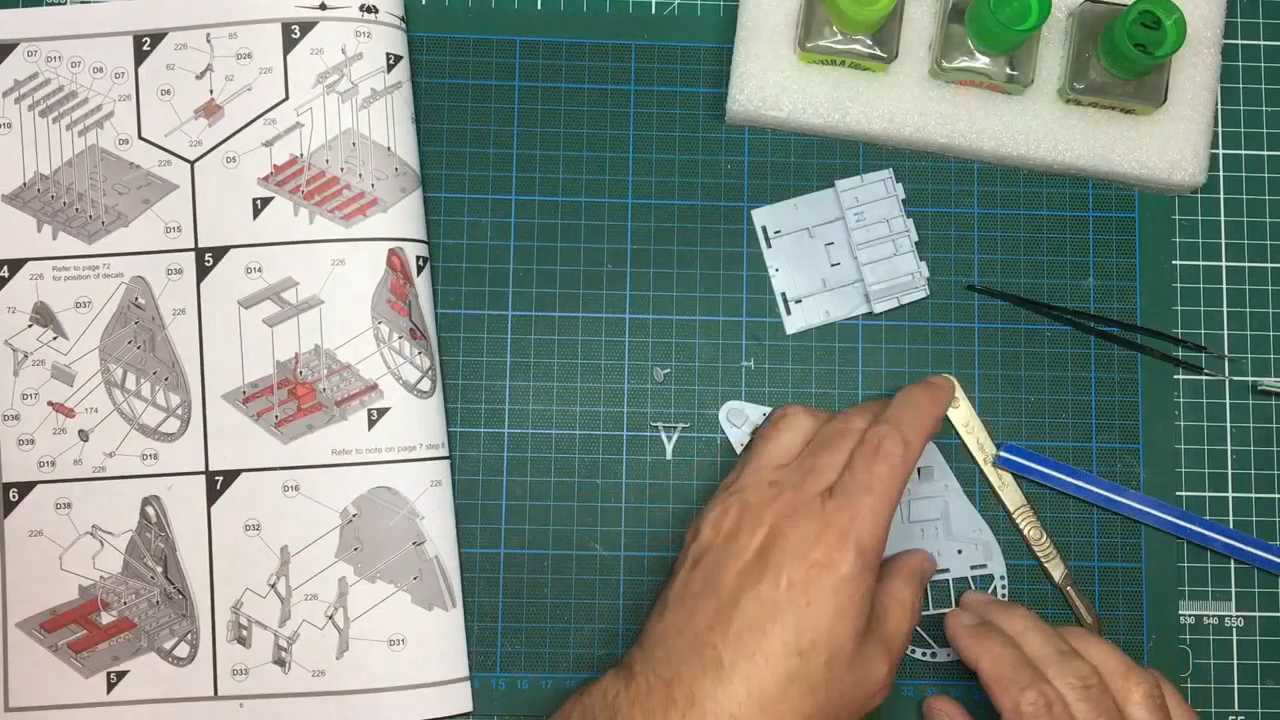 D7
D11
D7
D8
D7
226
D10
D9
226
D15
2
85
226
D26
62
62
226
D6
226
3
D12
226
2
226
D5
1
4
Refer to page 72
for position of decals
D30
226
D37
72
226
226
D17
174
D36
226
D39
D19
85
D18
226
5
D14
226
4
3
Refer to note on page 7 step 8
6
D38
226
5
7
D16
226
D32
226
D31
D33
226
6
15
16
17
32
530 540 550